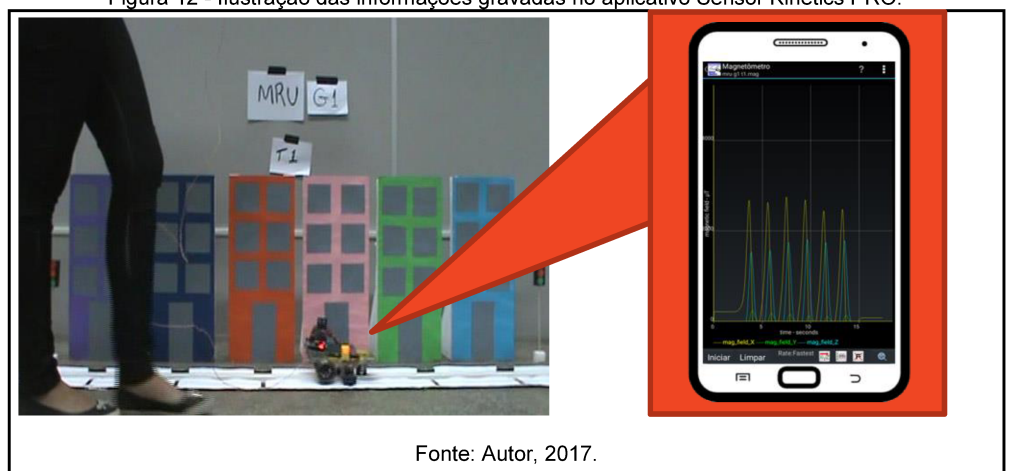 Figura 12 - Ilustração das informações gravadas no aplicativo Sensor Kinetics PRO.
MRU
G1
T1
Magnetômetro
mru g1 t1.mag
?
0
5
10
15
time - seconds
mag_field_X
mag_field_Y
mag_field_Z
Iniciar
Limpar
Rate:Fastest
Fonte: Autor, 2017.